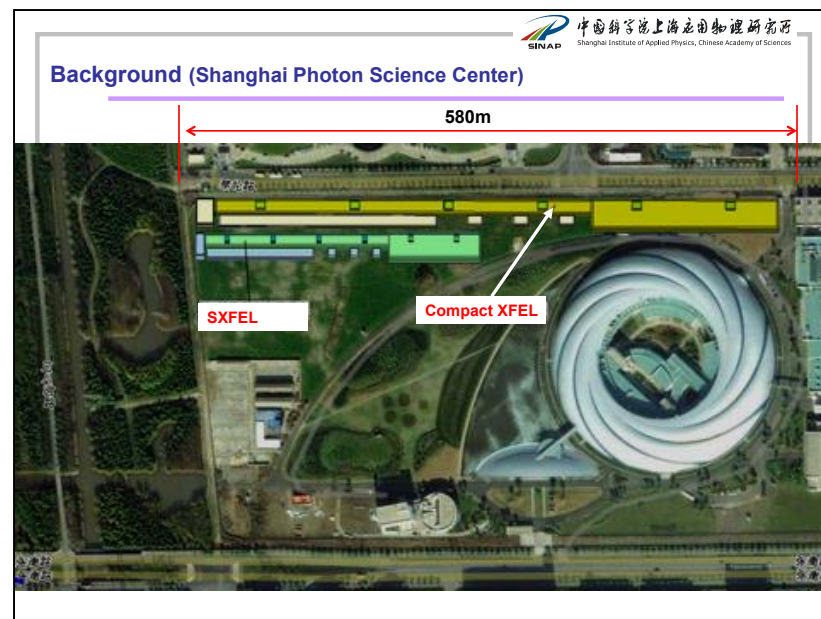 SINAP
中国科学院上海应用物理研究所
Shanghai Institute of Applied Physics, Chinese Academy of Sciences
Background (Shanghai Photon Science Center)
580m
SXFEL
Compact XFEL